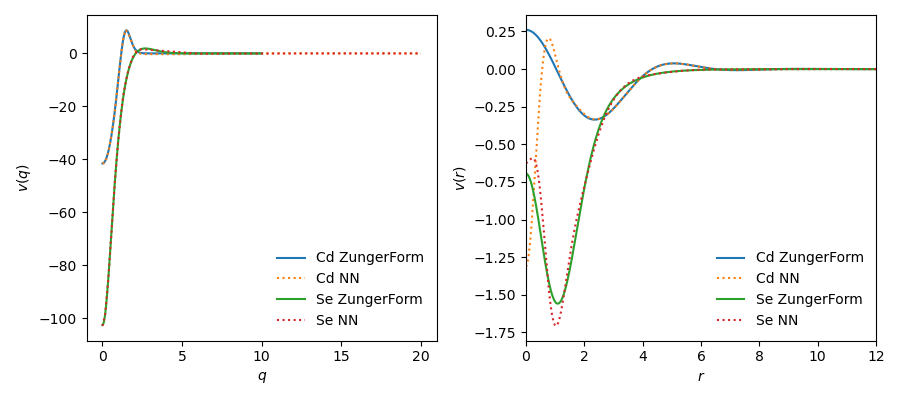 0
−20
−40
−60
−80
−100
v(q)
0 5 10 15 20
q
Cd ZungerForm
Cd NN
Se ZungerForm
Se NN
0.25
0.00
−0.25
−0.50
−0.75
−1.00
−1.25
−1.50
−1.75
v(r)
0 2 4 6 8 10 12
r
Cd ZungerForm
Cd NN
Se ZungerForm
Se NN